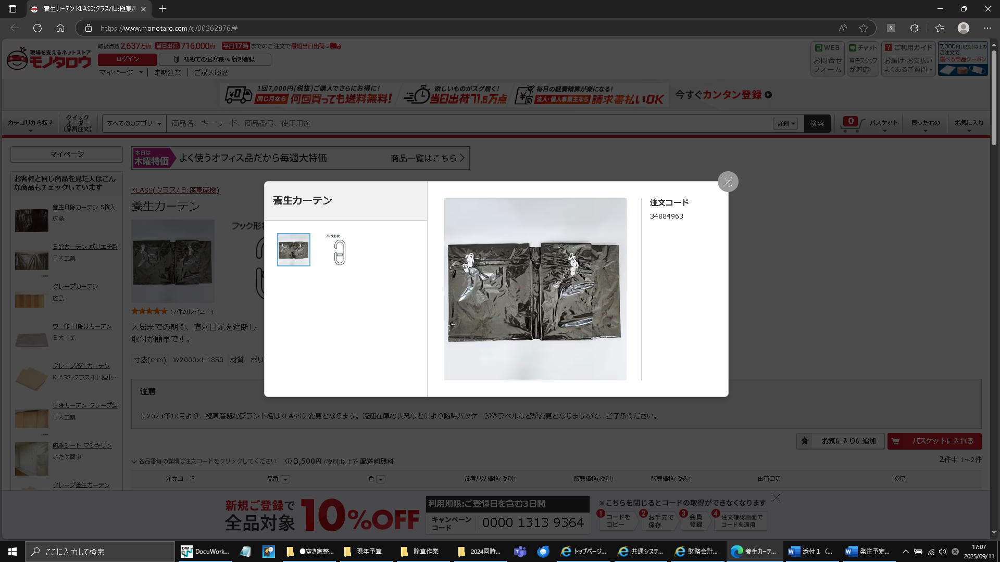 養生カーテン KLASS(クラス/旧:極東産
https://www.monotaro.com/g/00262876/#
現場を支えるネットストア
モノタロウ
取扱点数2,637万点 当日出荷 716,000点 平日17時までのご注文で最短当日出荷
ログイン
初めてのお客様へ 新規登録
マイページ
定期注文
ご購入履歴
WEB
お問合せ
フォーム
チャット
専任スタッフ
が対応
ご利用ガイド
お届け・お支払い
よくあるご質問
7,000円(税別)以上の
ご注文で
選べる商品クーポン
1回7,000円(税抜)ご購入でさらにお得に!
同じ月なら 何回買っても送料無料!
欲しいものがスグ届く!
当日出荷71.6万点
毎月の経費精算が楽になる!
法人・個人事業主なら 請求書払いOK
今すぐカンタン登録
カテゴリから探す
クイック
オーダー
(品番注文)
すべてのカテゴリ
商品名、キーワード、商品番号、使用用途
詳細
検索
0
バスケット
買ったもの
お気に入り
マイページ
本日は
木曜特価
よく使うオフィス品だから毎週大特価
商品一覧はこちら
お客様と同じ商品を見た人はこん
な商品もチェックしています
養生日除カーテン 5枚入
広島
日除カーテン ポリエチ製
日大工業
クレープカーテン
広島
ワニ印 日除けカーテン
日大工業
クレープ養生カーテン
KLASS(クラス/旧:極東…
日除カーテン クレープ製
日大工業
防塵シート マジキリン
ふたば商事
クレープ養生カーテン
KLASS(クラス/旧:極東産機)
養生カーテン
フック形状
(7件のレビュー)
入居までの期間、直射日光を遮断し、
取付が簡単です。
寸法(mm) W2000×H1850 材質 ポリ
養生カーテン
フック形状
注文コード
34884963
注意
※2023年10月より、極東産機のブランド名はKLASSに変更となります。流通在庫の状況などにより随時パッケージやラベルなどが変更となりますので、ご了承ください。
お気に入りに追加
バスケットに入れる
各品番毎の詳細は注文コードをクリックしてください
3,500円 (税別)以上で 配送料無料
2件中 1~2件
注文コード
品番
色
参考基準価格(税別)
販売価格(税別)
販売価格(税込)
出荷目安
数量
新規ご登録で
全品対象
10%OFF
利用期限:ご登録日を含む3日間
キャンペーン
コード
0000 1313 9364
※こちらを閉じるとコードの取得ができなくなります
1 コードを
コピー
2 お手元で
保存
3 会員
登録
4 注文確認画面で
コードを適用
ここに入力して検索
DocuWork...
●空き家整...
現年予算
除草作業
2024同時...
トップページ...
共通システ...
財務会計...
養生カーテ...
添付１（...
発注予定...
17:07
2025/09/11